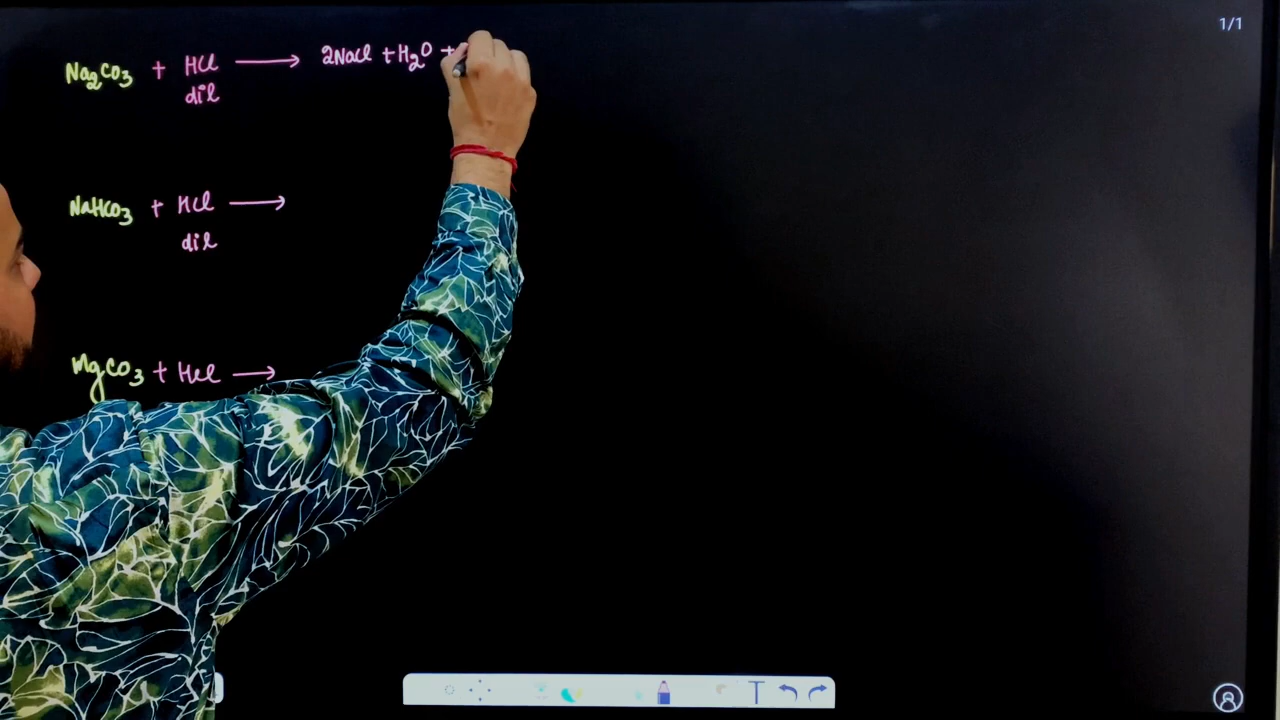 1/1
Na2CO3 + HCl → 2NaCl + H2O +
dil
NaHCO3 + HCl →
dil
MgCO3 + HCl →
T